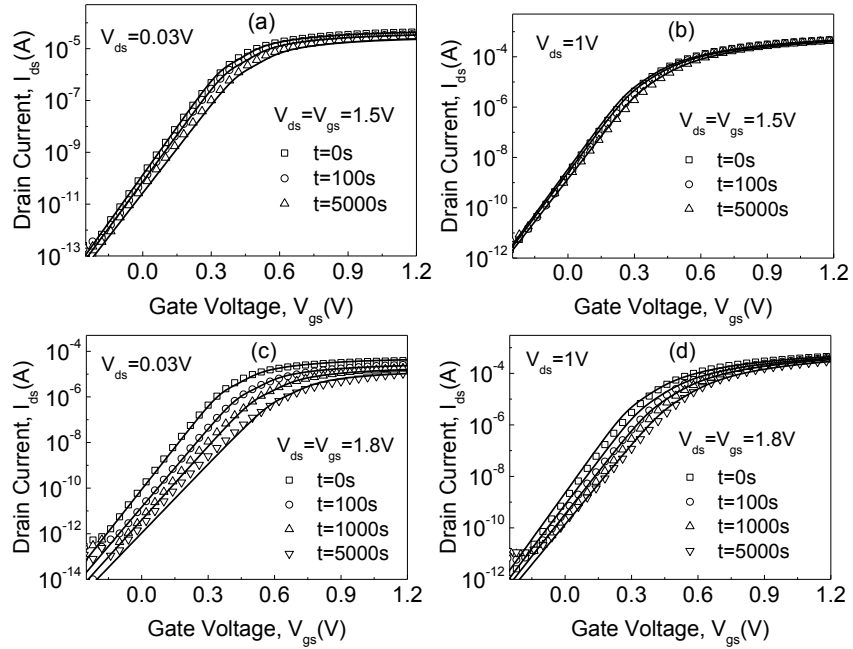 (a)
V_ds=0.03V
V_ds=V_gs=1.5V
t=0s
t=100s
t=5000s
10^-5
10^-7
10^-9
10^-11
10^-13
0.0 0.3 0.6 0.9 1.2
Drain Current, I_ds(A)
Gate Voltage, V_gs(V)
(b)
V_ds=1V
V_ds=V_gs=1.5V
t=0s
t=100s
t=5000s
10^-4
10^-6
10^-8
10^-10
10^-12
0.0 0.3 0.6 0.9 1.2
Drain Current, I_ds(A)
Gate Voltage, V_gs(V)
(c)
V_ds=0.03V
V_ds=V_gs=1.8V
t=0s
t=100s
t=1000s
t=5000s
10^-4
10^-6
10^-8
10^-10
10^-12
10^-14
0.0 0.3 0.6 0.9 1.2
Drain Current, I_ds(A)
Gate Voltage, V_gs(V)
(d)
V_ds=1V
V_ds=V_gs=1.8V
t=0s
t=100s
t=1000s
t=5000s
10^-4
10^-6
10^-8
10^-10
10^-12
0.0 0.3 0.6 0.9 1.2
Drain Current, I_ds(A)
Gate Voltage, V_gs(V)